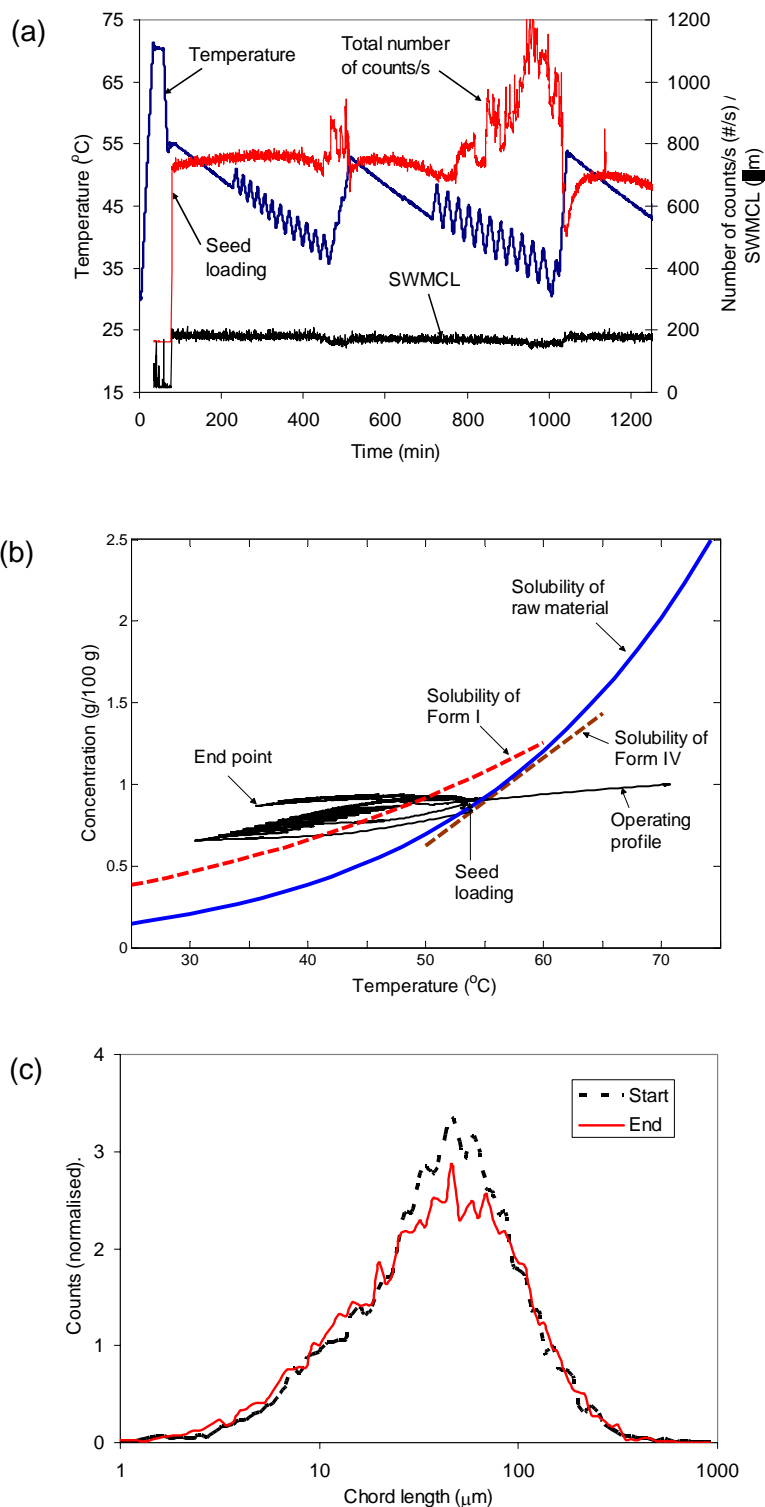 (a)
75
65
55
45
35
25
15
Temperature (⁰C)
Temperature
Seed
loading
Total number
of counts/s
SWMCL
1200
1000
800
600
400
200
0
Number of counts/s (#/s) /
SWMCL (m)
0
200
400
600
800
1000
1200
Time (min)
(b)
2.5
2
1.5
1
0.5
0
Concentration (g/100 g)
Solubility of
raw material
Solubility of
Form I
Solubility of
Form IV
End point
Operating
profile
Seed
loading
30
40
50
60
70
Temperature (⁰C)
(c)
4
3
2
1
0
Counts (normalised).
Start
End
1
10
100
1000
Chord length (μm)